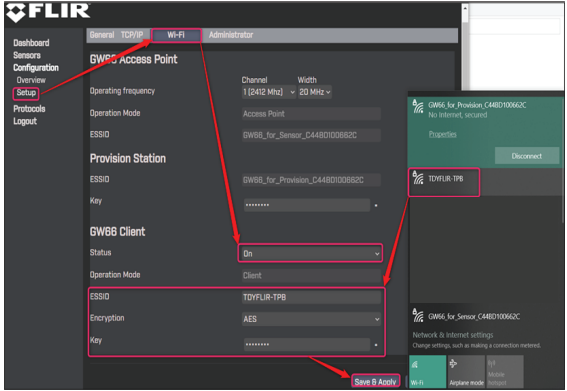 FLIR
General TCP/IP Wi-Fi Administrator
Dashboard
Sensors
Configuration
Overview
Setup
Protocols
Logout
GW66 Access Point
Channel Width
Operating frequency 1 (2412 Mhz) 20 MHz
Operation Mode Access Point
ESSID GW66_for_Sensor_C44BD100662C
Provision Station
ESSID GW66_for_Provision_C44BD100662C
Key ••••••••
GW66 Client
Status On
Operation Mode Client
ESSID TDYFLIR-TPB
Encryption AES
Key ••••••••
Save & Apply
GW66_for_Provision_C44BD100662C
No Internet, secured
Properties
Disconnect
TDYFLIR-TPB
GW66_for_Sensor_C44BD100662C
Network & Internet settings
Change settings, such as making a connection metered.
Wi-Fi Airplane mode Mobile hotspot